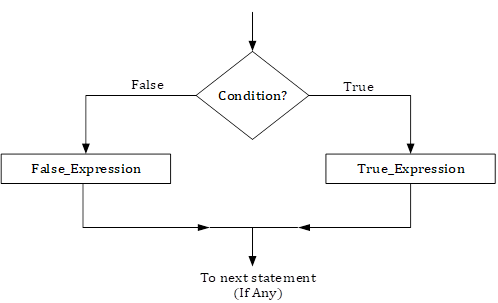 False
True
Condition?
False_Expression
True_Expression
To next statement
(If Any)